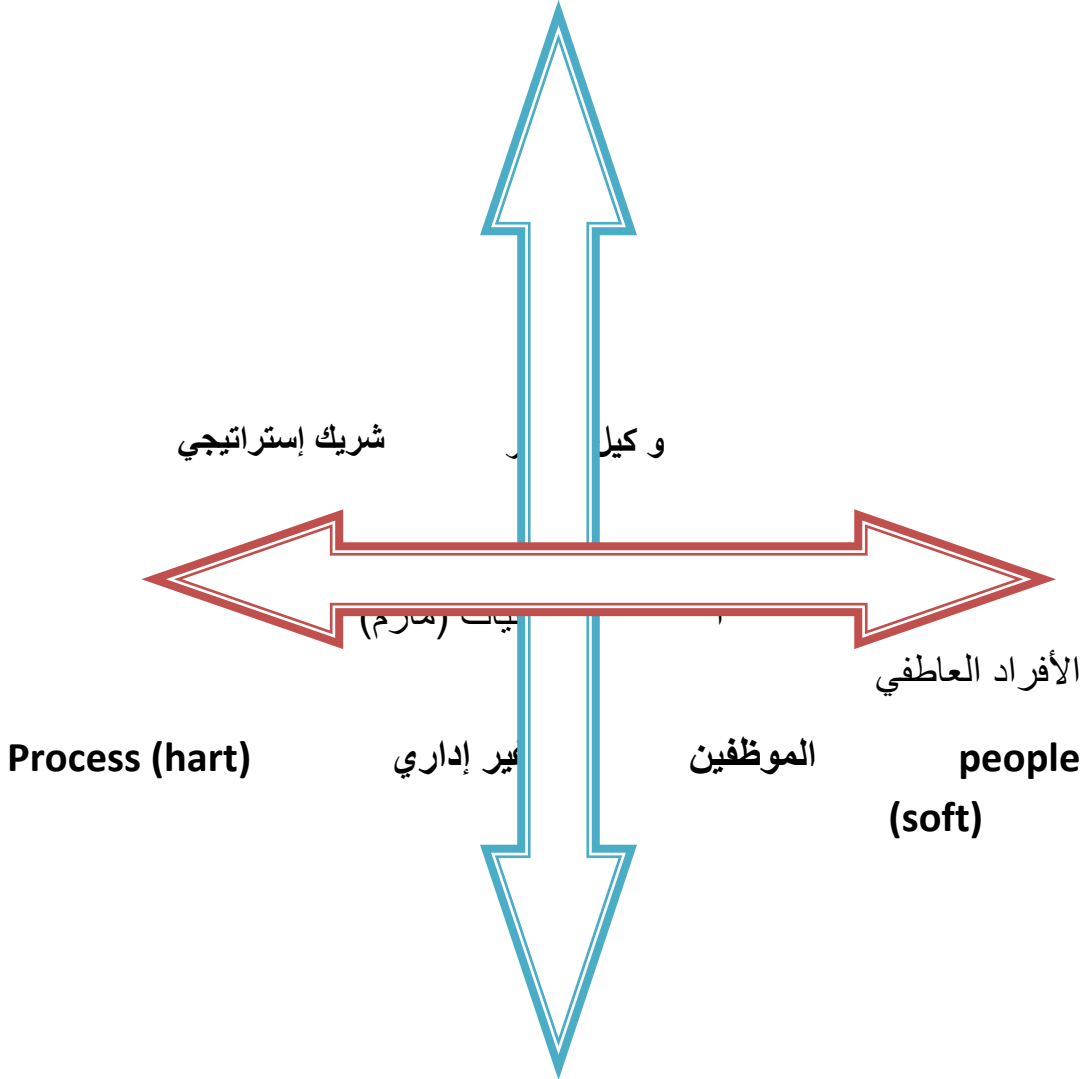 و كيل شريك إستراتيجي
الأفراد العاطفي
people الموظفين إداري Process (hart)
(soft)